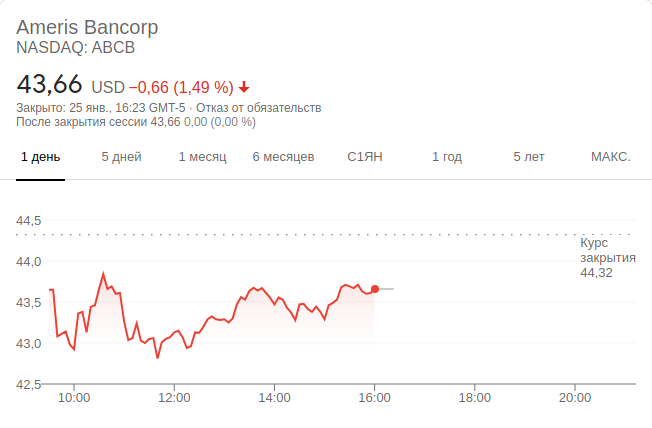 Ameris Bancorp
NASDAQ: ABCB
43,66 USD −0,66 (1,49 %)
Закрыто: 25 янв., 16:23 GMT-5 · Отказ от обязательств
После закрытия сессии 43,66 0,00 (0,00 %)
1 день 5 дней 1 месяц 6 месяцев С1ЯН 1 год 5 лет МАКС.
44,5
Курс
закрытия
44,32
44,0
43,5
43,0
42,5
10:00 12:00 14:00 16:00 18:00 20:00